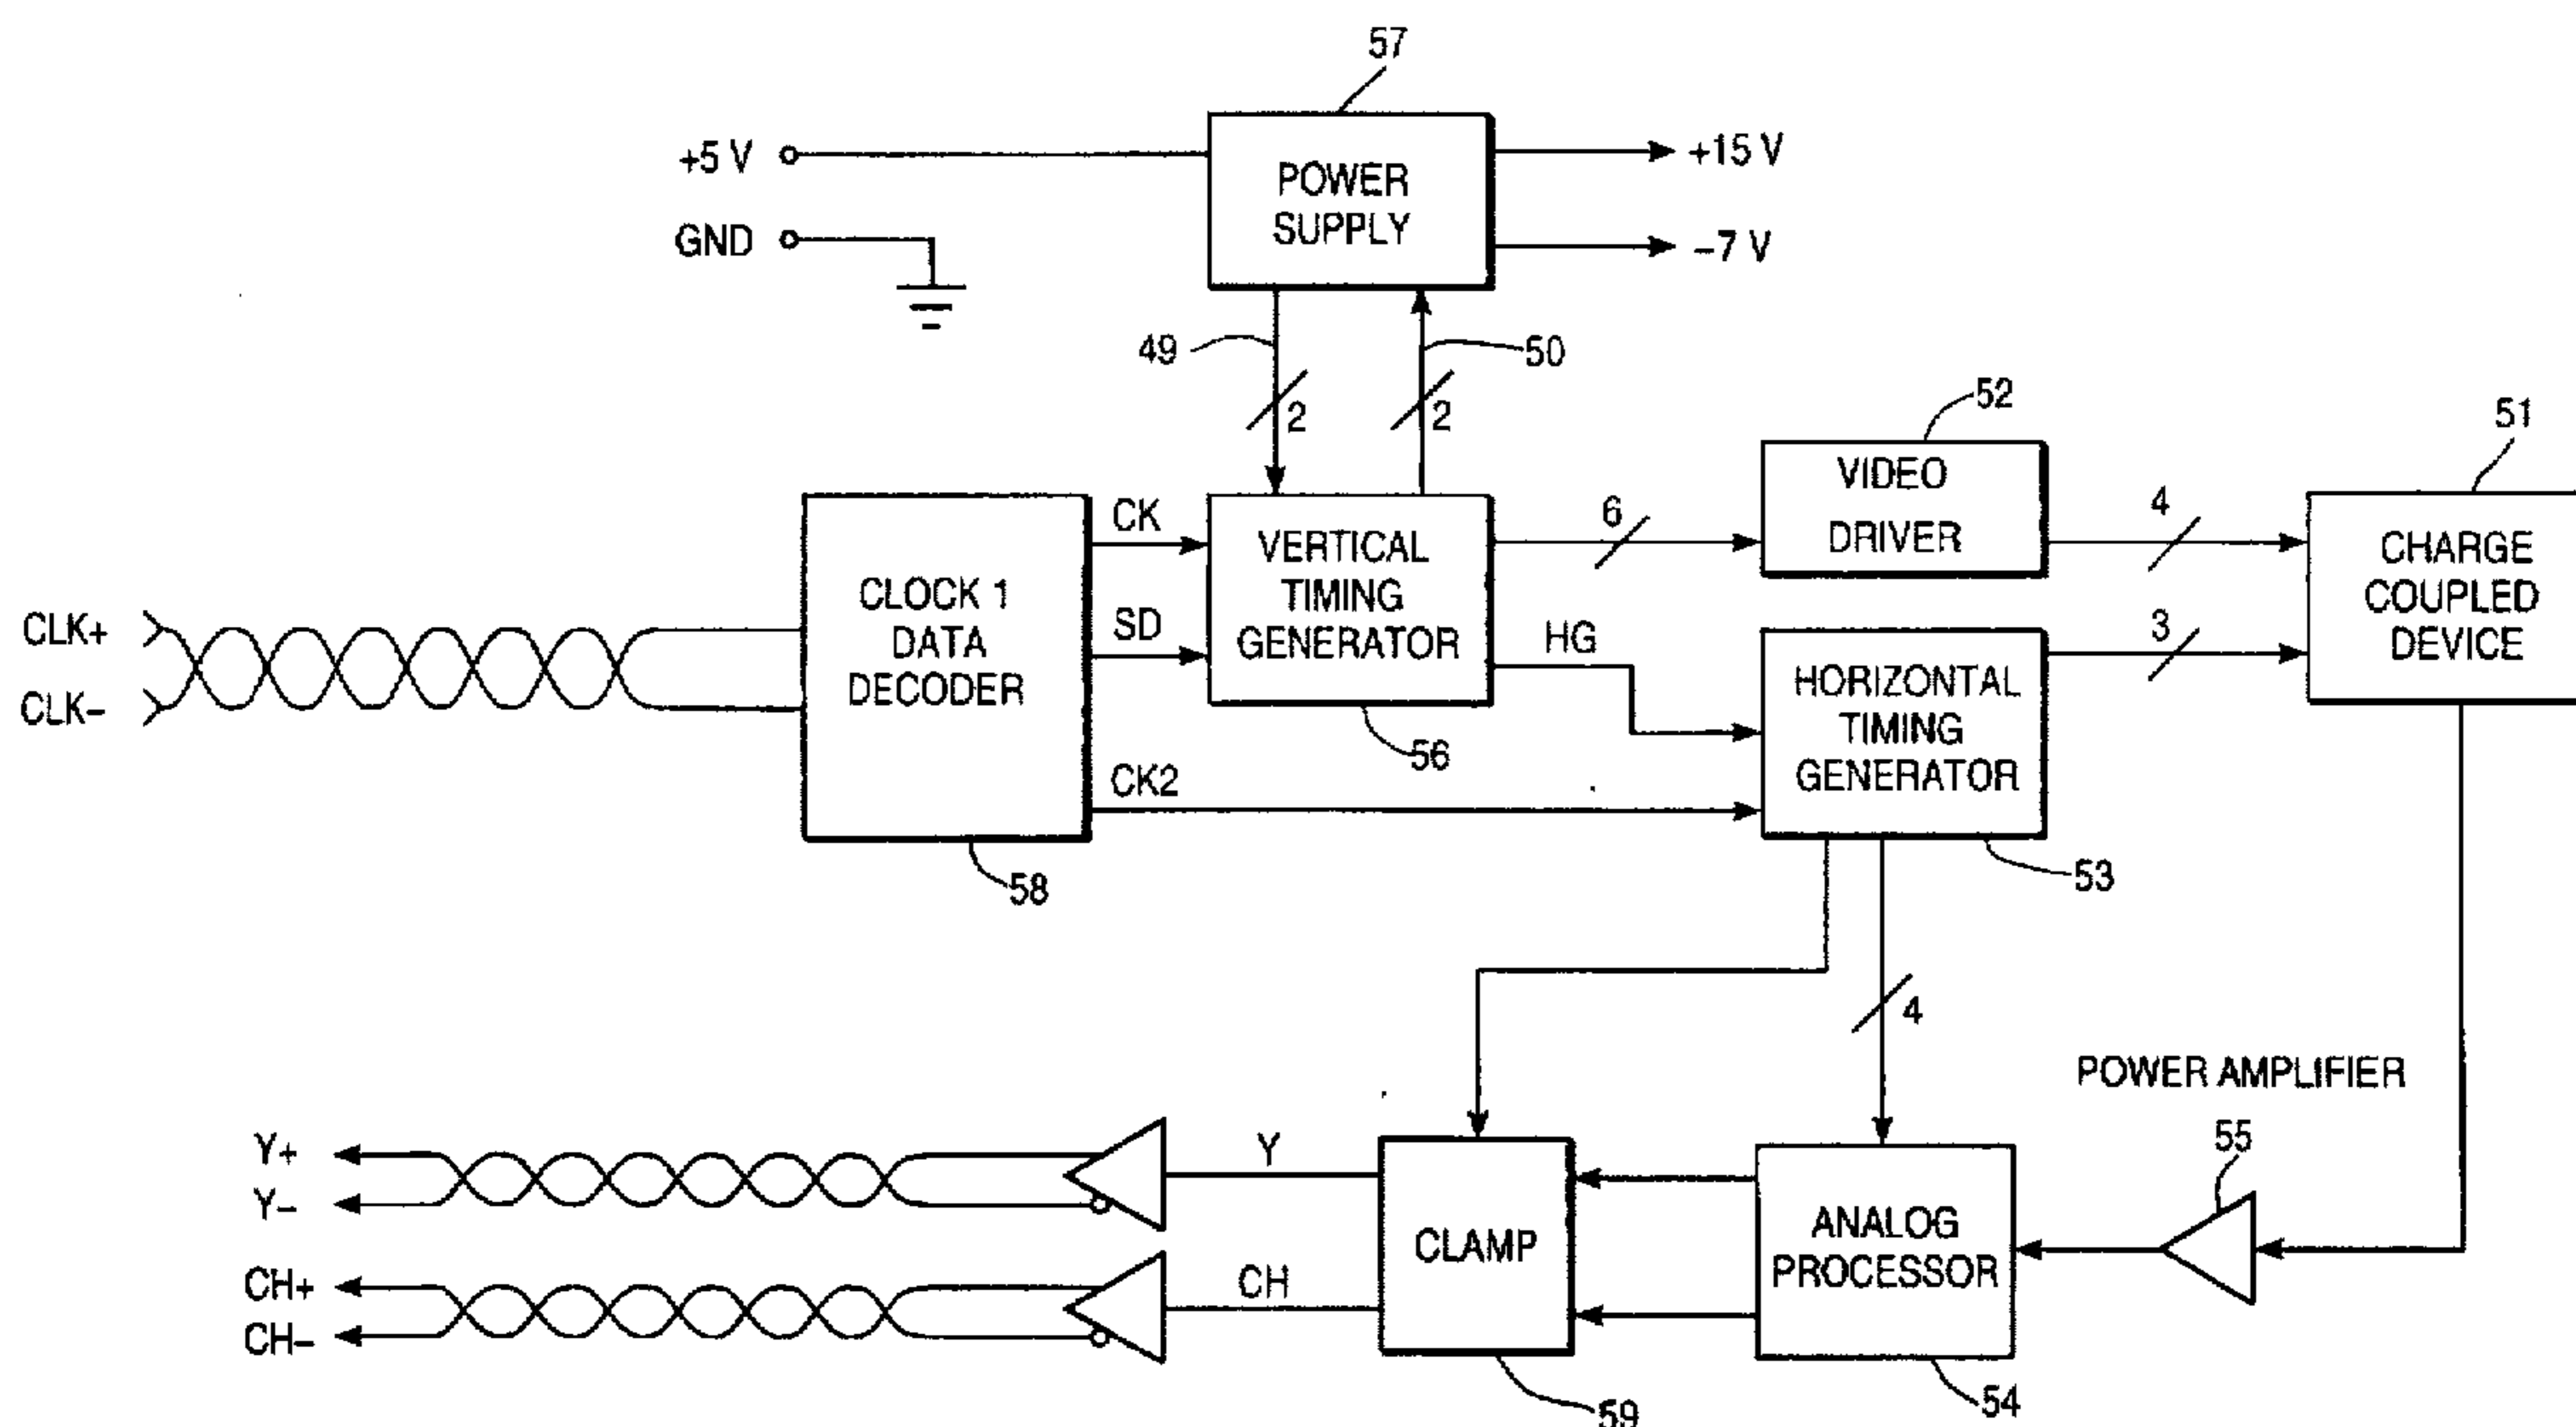 57
+5 V
POWER
SUPPLY
+15 V
GND
-7 V
49
50
2
2
52
51
VIDEO
DRIVER
CK
6
4
CHARGE
COUPLED
DEVICE
VERTICAL
TIMING
GENERATOR
CLOCK 1
DATA
DECODER
SD
HG
3
CLK+
CLK-
HORIZONTAL
TIMING
GENERATOR
56
CK2
58
53
4
POWER AMPLIFIER
55
Y+
Y-
Y
CLAMP
ANALOG
PROCESSOR
CH+
CH-
CH
59
54